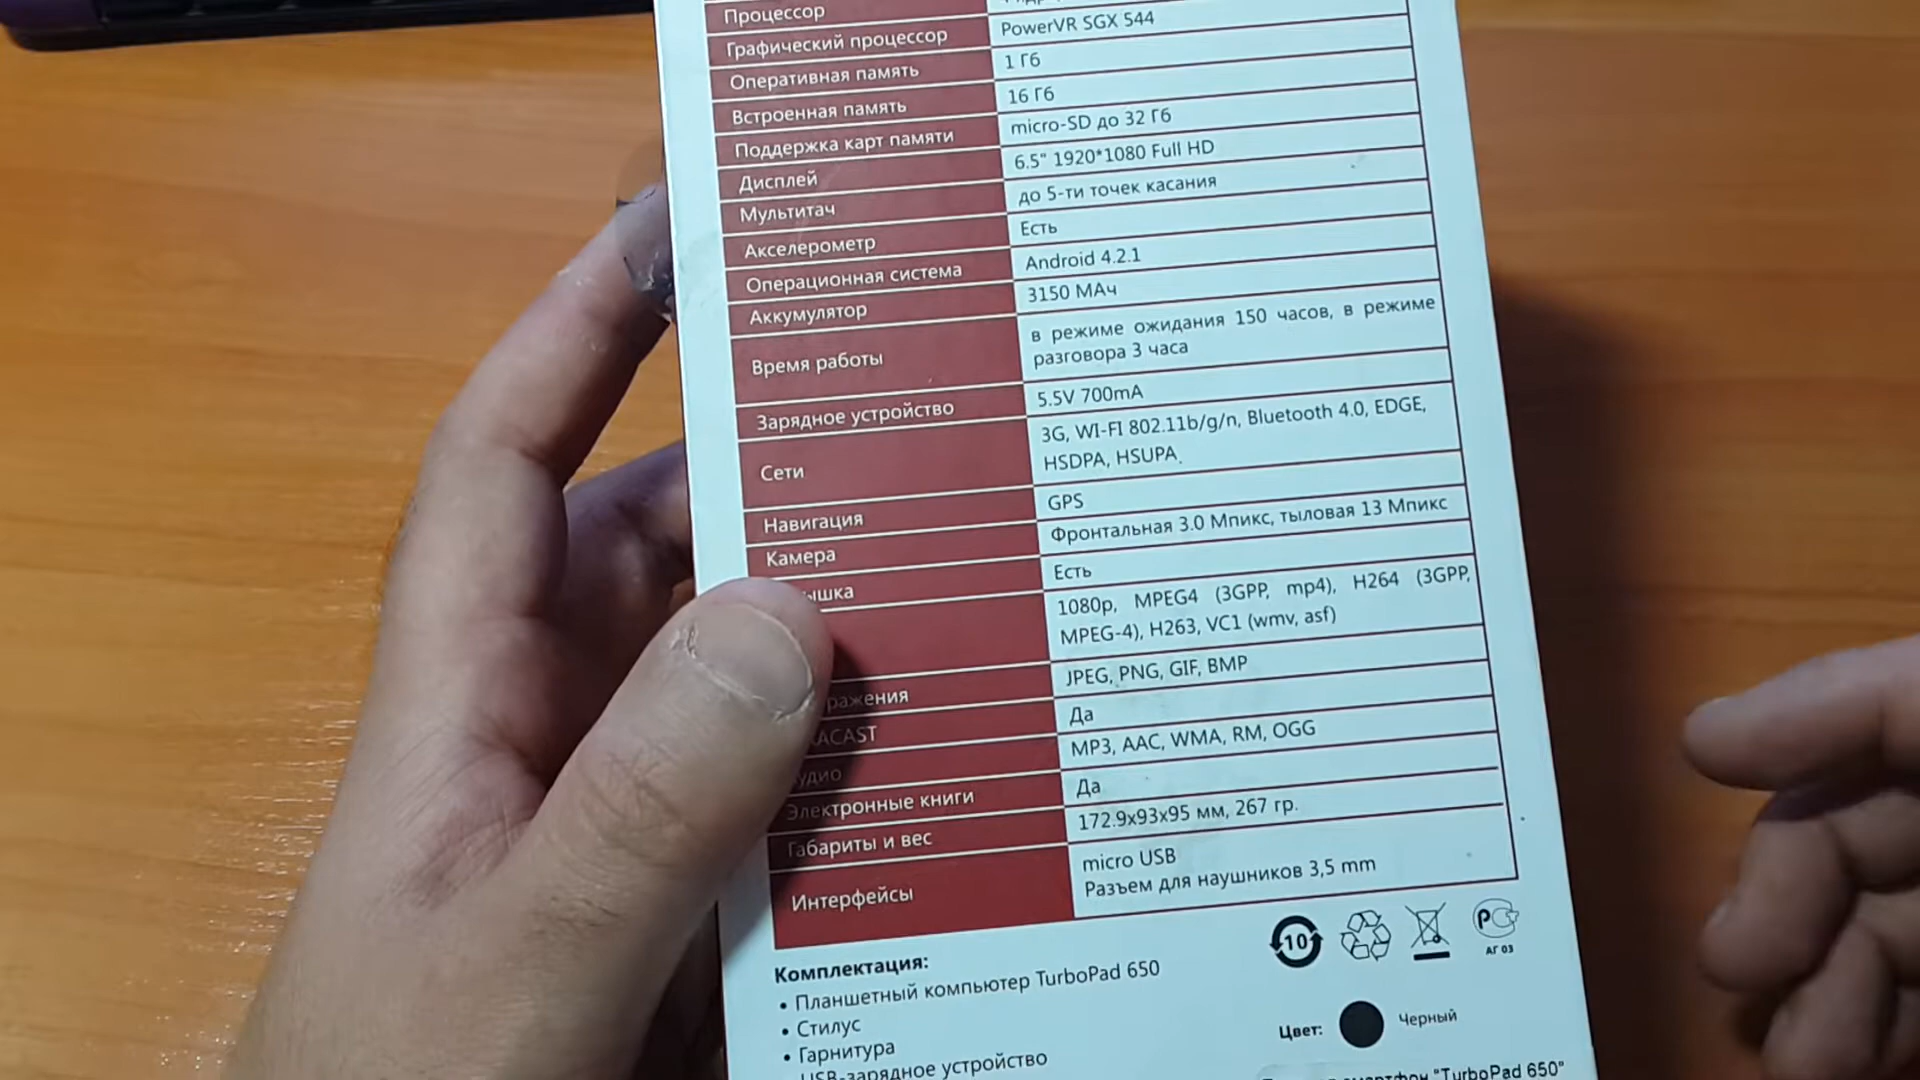 Процессор
Графический процессор PowerVR SGX 544
Оперативная память 1 Гб
Встроенная память 16 Гб
Поддержка карт памяти micro-SD до 32 Гб
Дисплей 6.5" 1920*1080 Full HD
Мультитач до 5-ти точек касания
Акселерометр Есть
Операционная система Android 4.2.1
Аккумулятор 3150 МАч
Время работы в режиме ожидания 150 часов, в режиме
разговора 3 часа
Зарядное устройство 5.5V 700mA
Сети 3G, WI-FI 802.11b/g/n, Bluetooth 4.0, EDGE,
HSDPA, HSUPA
Навигация GPS
Камера Фронтальная 3.0 Мпикс, тыловая 13 Мпикс
Есть
1080p, MPEG4 (3GPP, mp4), H264 (3GPP,
MPEG-4), H263, VC1 (wmv, asf)
JPEG, PNG, GIF, BMP
Да
MP3, AAC, WMA, RM, OGG
Электронные книги Да
Габариты и вес 172.9x93x95 мм, 267 гр.
Интерфейсы micro USB
Разъем для наушников 3,5 mm
10
РС
АГ 03
Комплектация:
• Планшетный компьютер TurboPad 650
• Стилус
• Гарнитура
USB-зарядное устройство
Цвет: Черный
"TurboPad 650"